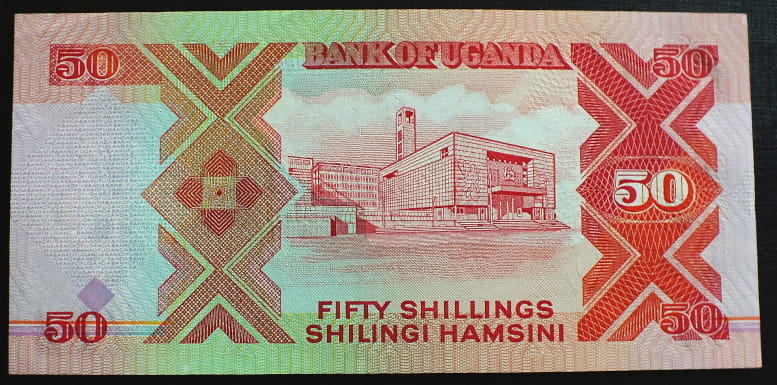 50 BANK OF UGANDA 50
50
FIFTY SHILLINGS
SHILINGI HAMSINI
50 50